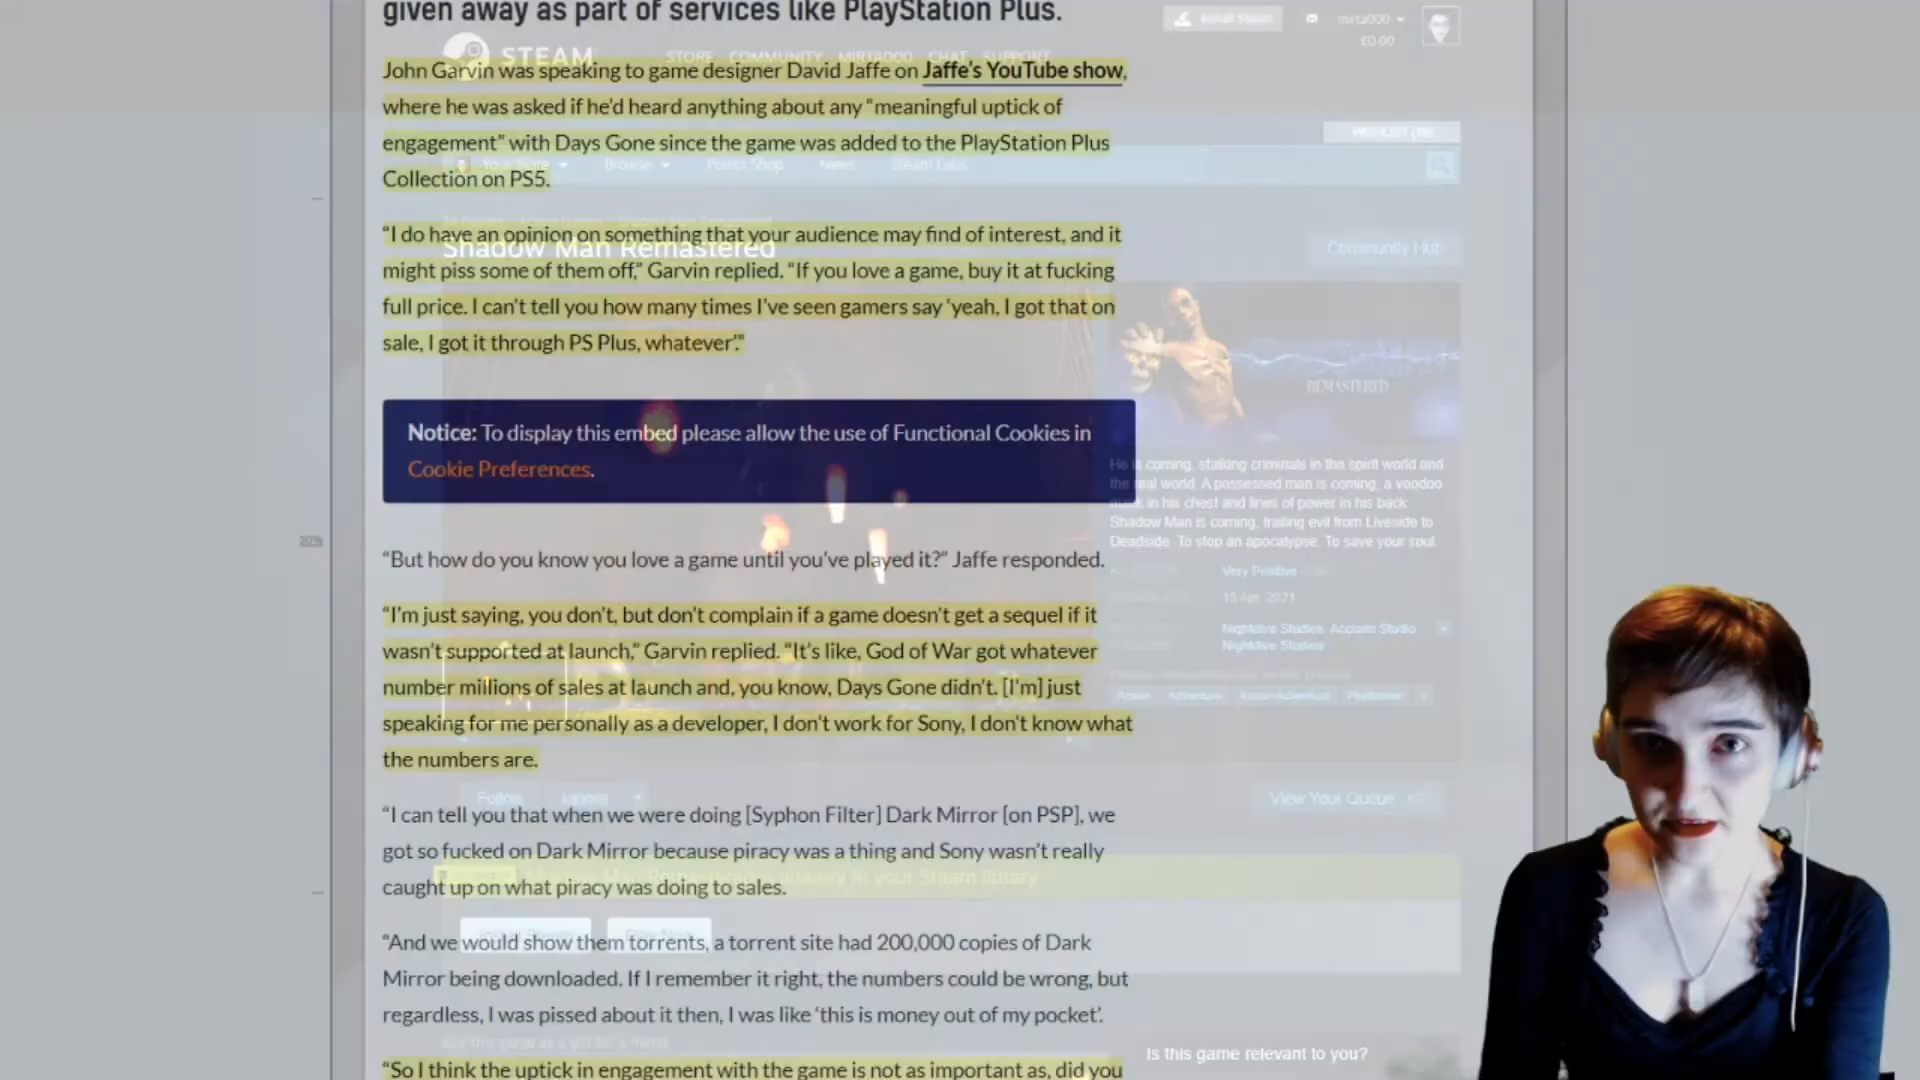 given away as part of services like PlayStation Plus.
Install Steam
mirta000
£0.00
STEAM
STORE COMMUNITY MIRTA000 CHAT SUPPORT
John Garvin was speaking to game designer David Jaffe on Jaffe's YouTube show,
where he was asked if he'd heard anything about any “meaningful uptick of
engagement” with Days Gone since the game was added to the PlayStation Plus
Collection on PS5.
Your Store Browse Points Shop News Steam Labs
Shadow Man Remastered
Community Hub
“I do have an opinion on something that your audience may find of interest, and it
might piss some of them off,” Garvin replied. “If you love a game, buy it at fucking
full price. I can't tell you how many times I've seen gamers say ‘yeah, I got that on
sale, I got it through PS Plus, whatever’.”
REMASTERED
Notice: To display this embed please allow the use of Functional Cookies in
Cookie Preferences.
He is coming, stalking criminals in the spirit world and
the real world. A possessed man is coming, a voodoo
mask in his chest and lines of power in his back.
Shadow Man is coming, trailing evil from Liveside to
Deadside. To stop an apocalypse. To save your soul.
30%
“But how do you know you love a game until you've played it?” Jaffe responded.
Very Positive
15 Apr, 2021
Nightdive Studios, Acclaim Studio
Nightdive Studios
“I'm just saying, you don't, but don't complain if a game doesn't get a sequel if it
wasn't supported at launch,” Garvin replied. “It's like, God of War got whatever
number millions of sales at launch and, you know, Days Gone didn't. [I'm] just
speaking for me personally as a developer, I don't work for Sony, I don't know what
the numbers are.
Action Adventure Action-Adventure Platformer +
Follow Ignore
View Your Queue
“I can tell you that when we were doing [Syphon Filter] Dark Mirror [on PSP], we
got so fucked on Dark Mirror because piracy was a thing and Sony wasn't really
caught up on what piracy was doing to sales.
Remastered is already in your Steam library
“And we would show them torrents, a torrent site had 200,000 copies of Dark
Mirror being downloaded. If I remember it right, the numbers could be wrong, but
regardless, I was pissed about it then, I was like ‘this is money out of my pocket’.
Buy this game as a gift for a friend
Is this game relevant to you?
“So I think the uptick in engagement with the game is not as important as, did you